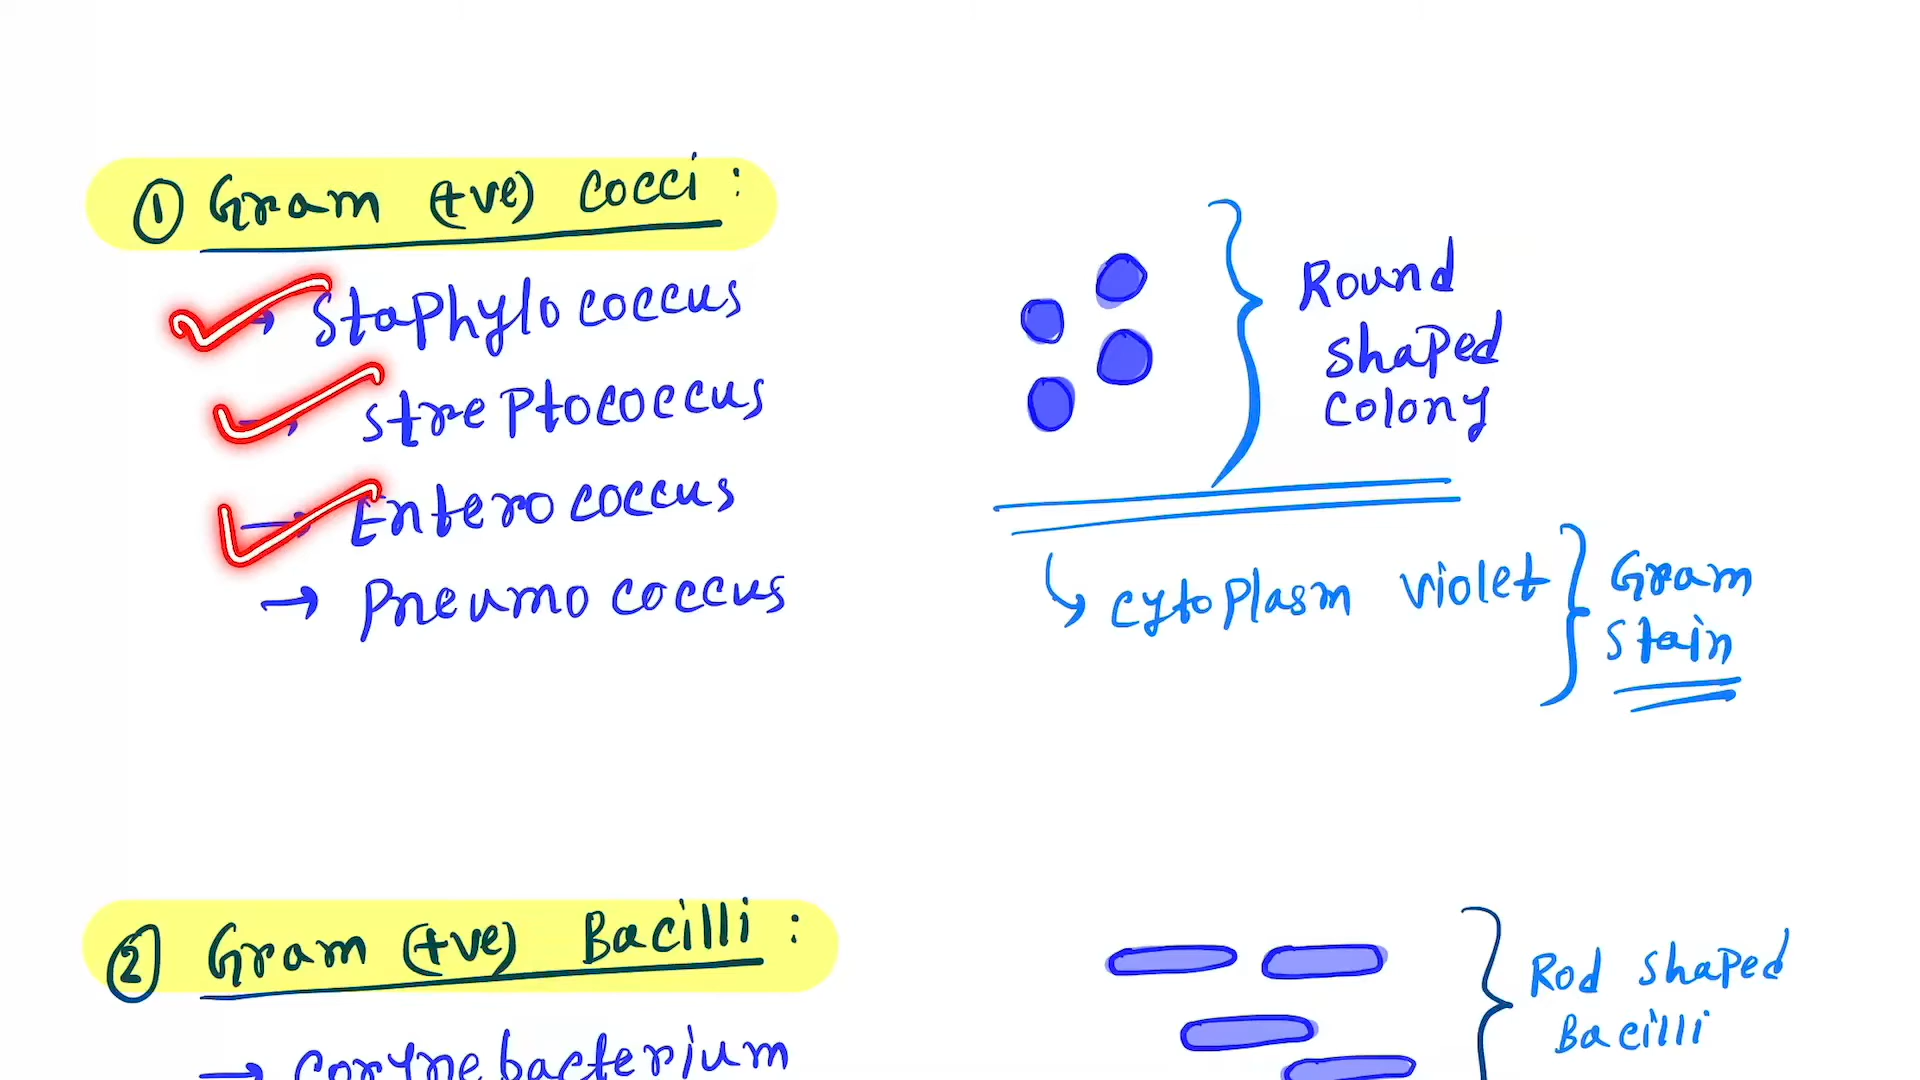 ① Gram (+ve) cocci :
→ Staphylococcus
→ streptococcus
→ Enterococcus
→ Pneumococcus
Round
shaped
colony
↳ cytoplasm violet
Gram
stain
② Gram (+ve) Bacilli :
→ corynebacterium
Rod shaped
Bacilli